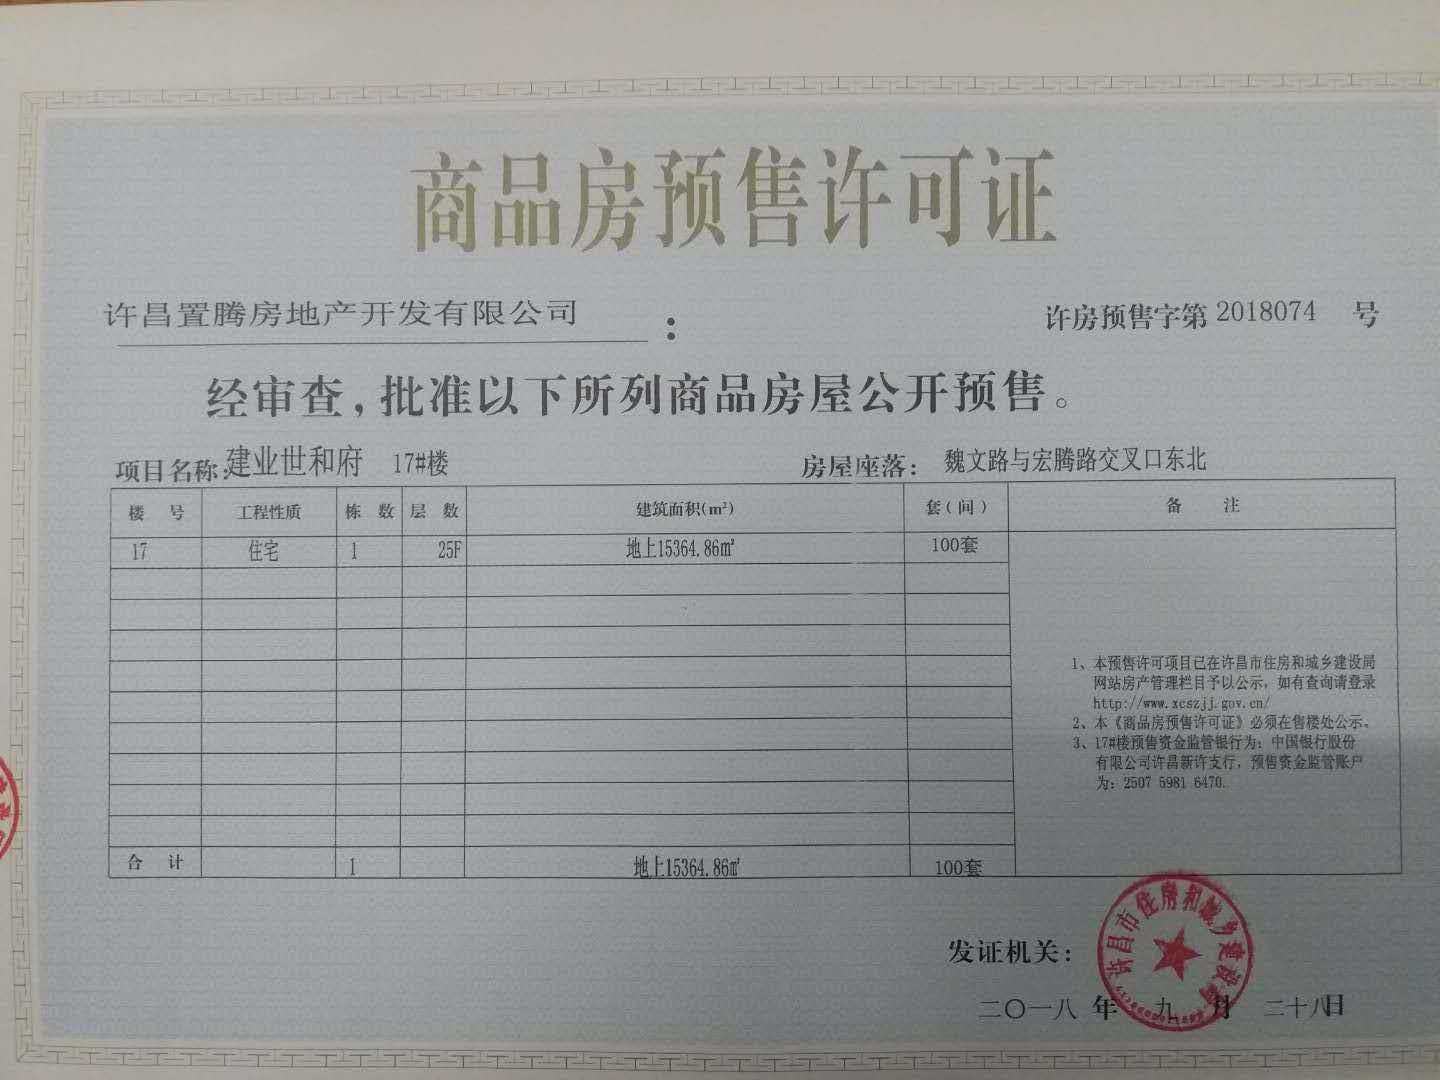 商品房预售许可证
许昌置腾房地产开发有限公司：
许房预售字第 2018074 号
经审查，批准以下所列商品房屋公开预售。
项目名称:建业世和府 17#楼
房屋座落： 魏文路与宏腾路交叉口东北
楼 号 工程性质 栋 数 层 数 建筑面积(m²) 套(间) 备 注
17 住宅 1 25F 地上15364.86㎡ 100套
1、本预售许可项目已在许昌市住房和城乡建设局
网站房产管理栏目予以公示，如有查询请登录
http://www.xcszjj.gov.cn/
2、本《商品房预售许可证》必须在售楼处公示。
3、17#楼预售资金监管银行为：中国银行股份
有限公司许昌新许支行，预售资金监管账户
为：2507 5981 6470.
合 计 1 地上15364.86㎡ 100套
发证机关：
许昌市住房和城乡建设局
二〇一八 年 九 月 二十八日